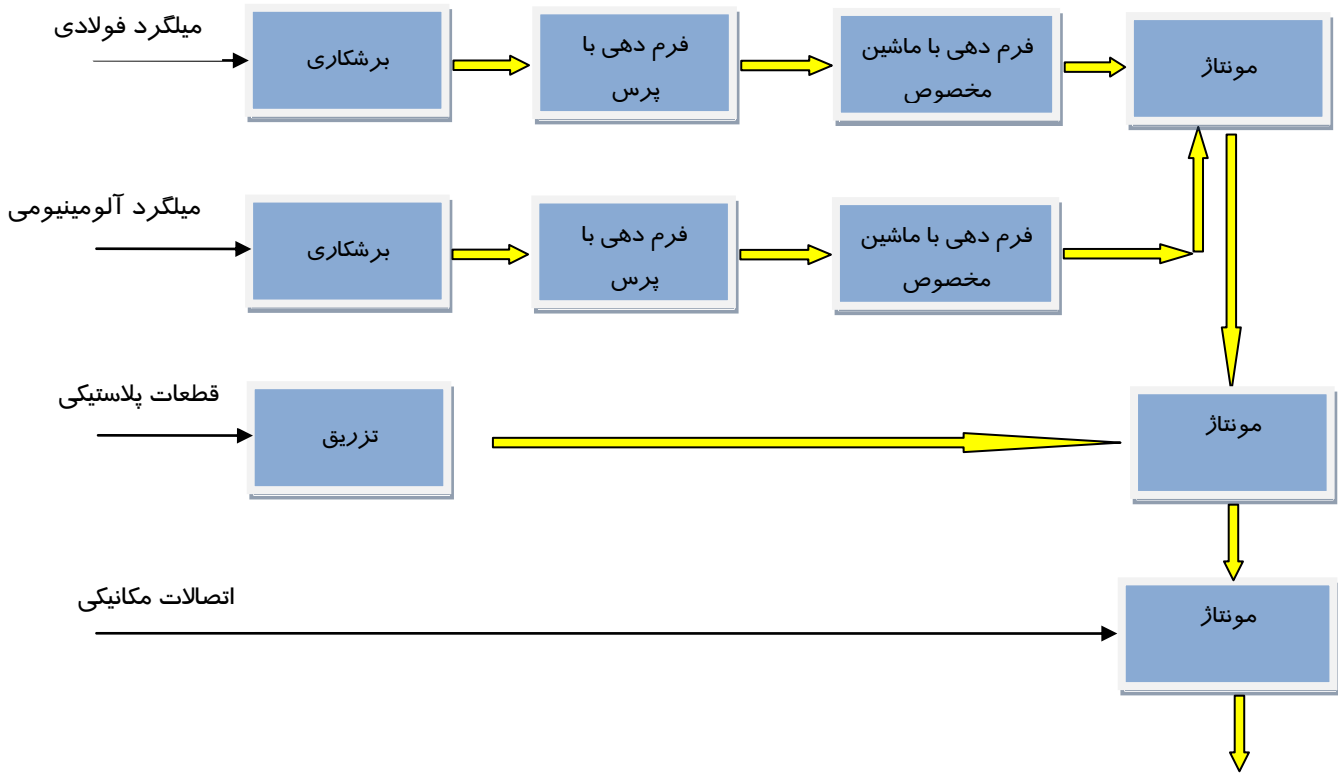 میلگرد فولادی
برشکاری
فرم دهی با
پرس
فرم دهی با ماشین
مخصوص
مونتاژ
میلگرد آلومینیومی
برشکاری
فرم دهی با
پرس
فرم دهی با ماشین
مخصوص
قطعات پلاستیکی
تزریق
مونتاژ
اتصالات مکانیکی
مونتاژ